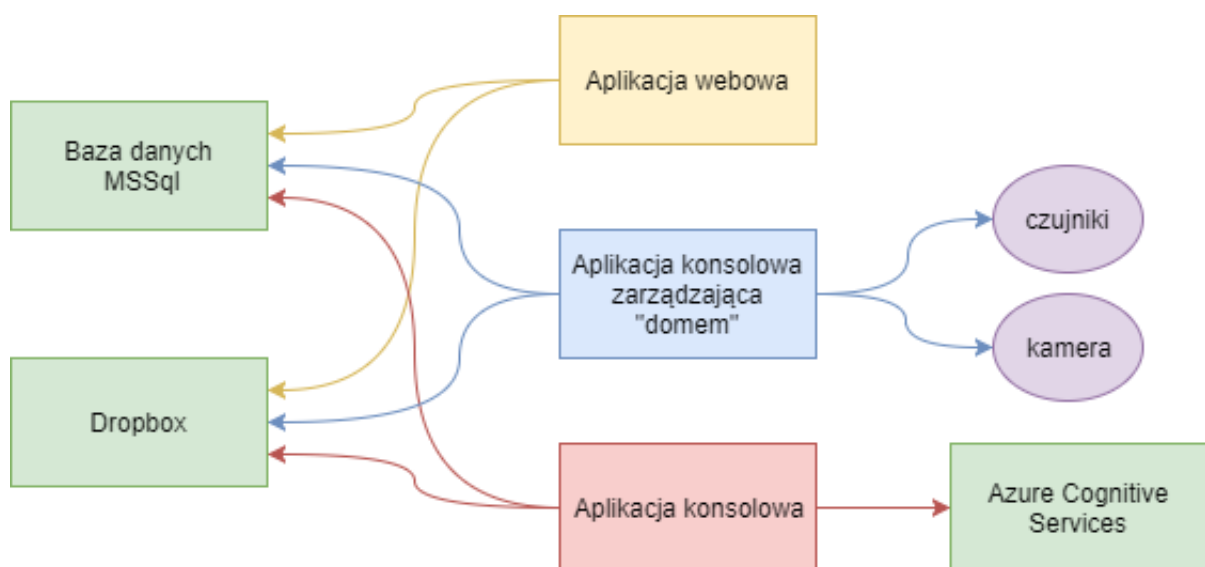 Aplikacja webowa
Baza danych
MSSql
czujniki
Aplikacja konsolowa
zarządzająca
"domem"
kamera
Dropbox
Aplikacja konsolowa
Azure Cognitive
Services